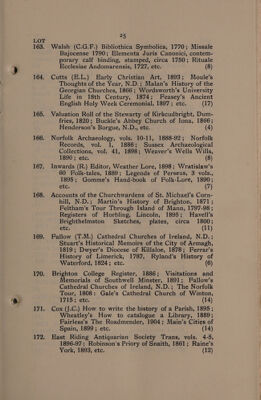 25
LOT
163. Walsh (C.G.F.) Bibliothica Symbolica, 1770; Missale
Bajocense 1790; Elementa Juris Canonici, contem-
porary calf binding, stamped, circa 1750; Rituale
Ecclesiae Andomarensis, 1727, etc. (8)
164. Cutts (E.L.) Early Christian Art, 1893; Moule's
Thoughts of the Year, N.D.; Malan's History of the
Georgian Churches, 1866; Wordsworth's University
Life in 18th Century, 1874; Feasey's Ancient
English Holy Week Ceremonial, 1897; etc. (17)
165. Valuation Roll of the Stewarty of Kirkcudbright, Dum-
fries, 1820; Buckie's Abbey Church of Iona, 1866;
Henderson's Ilorgue, N.D., etc. (4)
166. Norfolk Archaeology, vols. 10-11, 1888-92; Norfolk
Records, vol. 1, 1886; Sussex Archaeological
Collections, vol. 41, 1898; Weaver's Wells Wills,
1890; etc. (8)
167. Inwards (R.) Editor, Weather Lore, 1898; Wratislaw's
60 Folk-tales, 1889; Legends of Perseus, 3 vols.,
1895; Gomme's Hand-book of Folk-Lore, 1890;
etc. (7)
168. Accounts of the Churchwardens of St. Michael's Corn-
hill, N.D.; Martin's History of Brighton, 1871;
Feltham's Tour Through Island of Mann, 1797-98;
Registers of Horbling, Lincoln, 1895; Havell's
Brighthelmston Sketches, plates, circa 1800;
etc. (11)
169. Fallow (T.M.) Cathedral Churches of Ireland, N.D.;
Stuart's Historical Memoirs of the City of Armagh,
1819; Dwyer's Diocese of Killaloe, 1878; Ferrar's
History of Limerick, 1787, Ryland's History of
Waterford, 1824; etc. (6)
170. Brighton College Register, 1886; Visitations and
Memorials of Southwell Minster, 1891; Fallow's
Cathedral Churches of Ireland, N.D.; The Norfolk
Tour, 1808; Gale's Cathedral Church of Winton,
1715; etc. (14)
171. Cox (J.C.) How to write the history of a Parish, 1895;
Wheatley's How to catalogue a Library, 1889;
Fairless's The Roadmender, 1904; Main's Cities of
Spain, 1899; etc. (14)
172. East Riding Antiquarian Society Trans, vols. 4-5,
1896-97; Robinson's Priory of Snaith, 1861; Raine's
York, 1893, etc. (12)